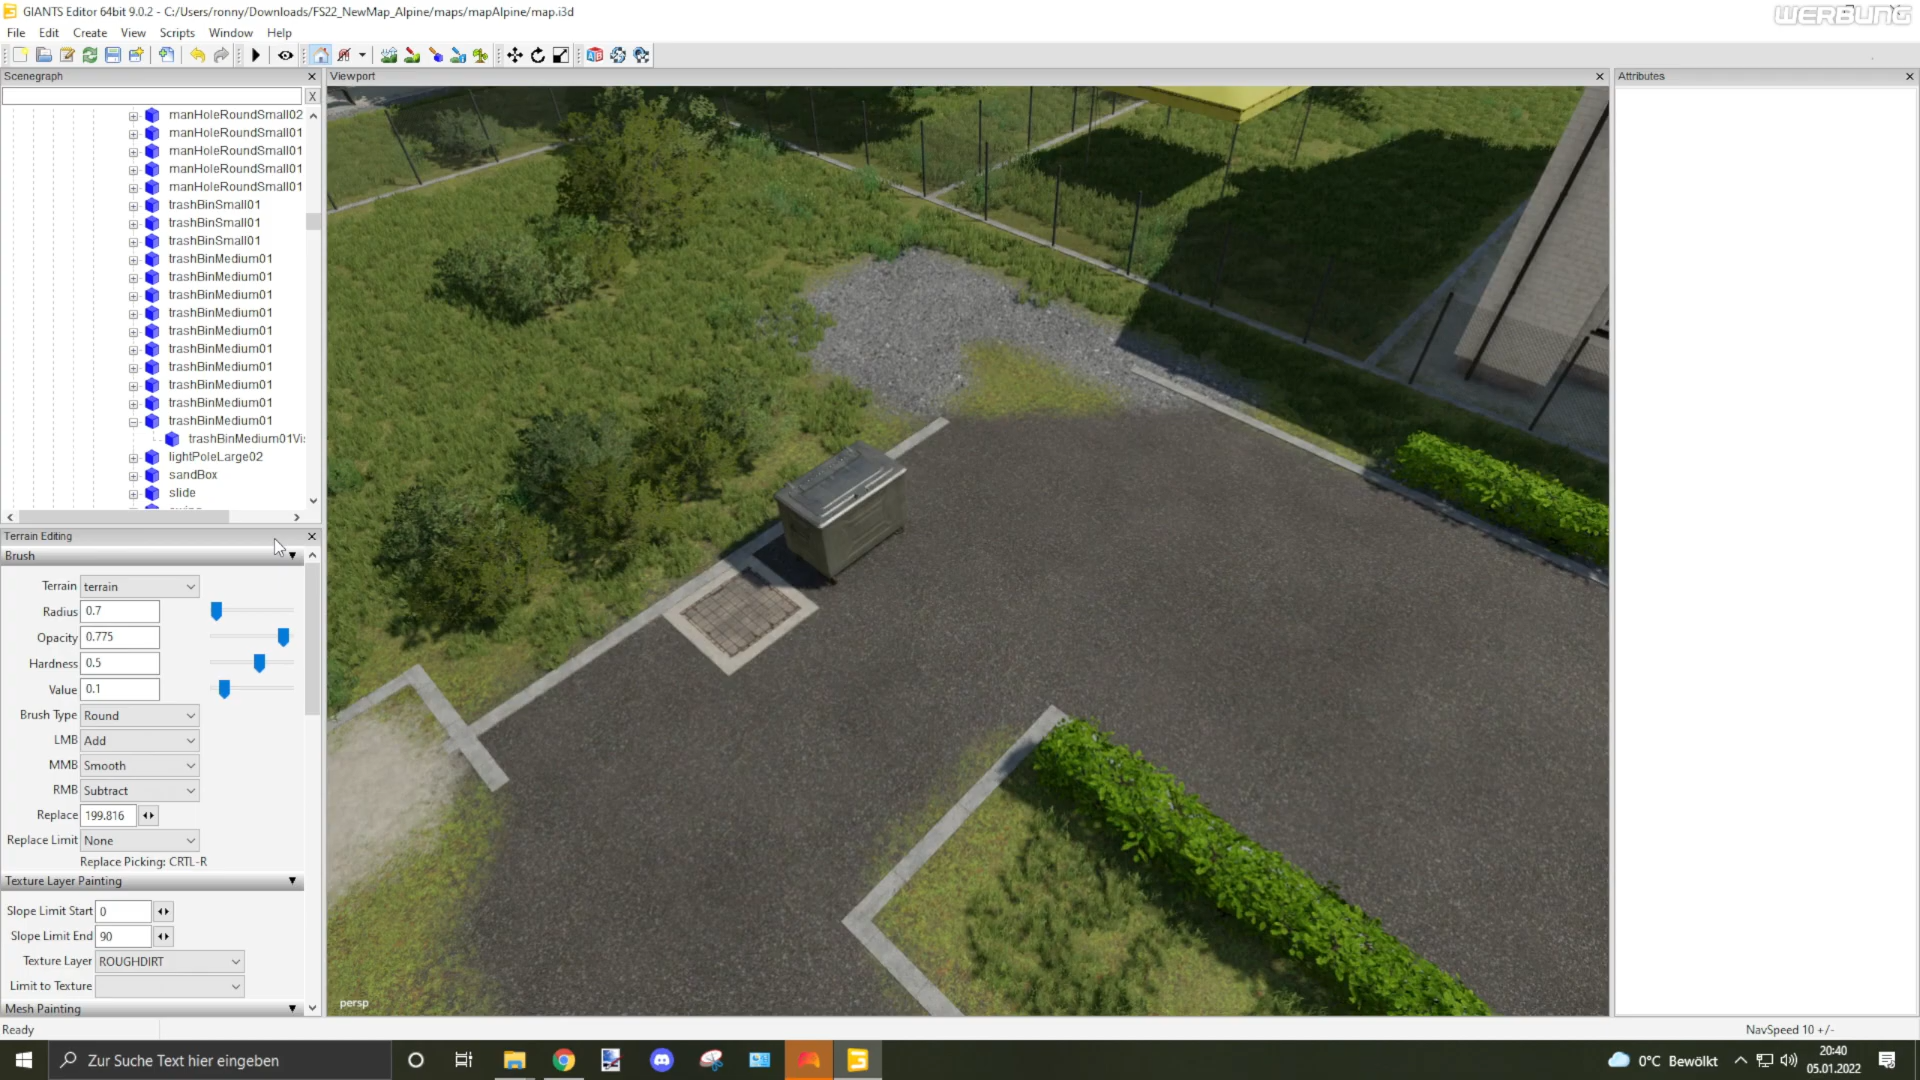 GIANTS Editor 64bit 9.0.2 - C:/Users/ronny/Downloads/FS22_NewMap_Alpine/maps/mapAlpine/map.i3d
WERBUNG
File Edit Create View Scripts Window Help
Scenegraph
Viewport
Attributes
manHoleRoundSmall02
manHoleRoundSmall01
manHoleRoundSmall01
manHoleRoundSmall01
manHoleRoundSmall01
trashBinSmall01
trashBinSmall01
trashBinSmall01
trashBinMedium01
trashBinMedium01
trashBinMedium01
trashBinMedium01
trashBinMedium01
trashBinMedium01
trashBinMedium01
trashBinMedium01
trashBinMedium01
trashBinMedium01
trashBinMedium01Vi
lightPoleLarge02
sandBox
slide
Terrain Editing
Brush
Terrain terrain
Radius 0.7
Opacity 0.775
Hardness 0.5
Value 0.1
Brush Type Round
LMB Add
MMB Smooth
RMB Subtract
Replace 199.816
Replace Limit None
Replace Picking: CRTL-R
Texture Layer Painting
Slope Limit Start 0
Slope Limit End 90
Texture Layer ROUGHDIRT
Limit to Texture
Mesh Painting
persp
Ready
NavSpeed 10 +/-
Zur Suche Text hier eingeben
0°C Bewölkt
20:40
05.01.2022